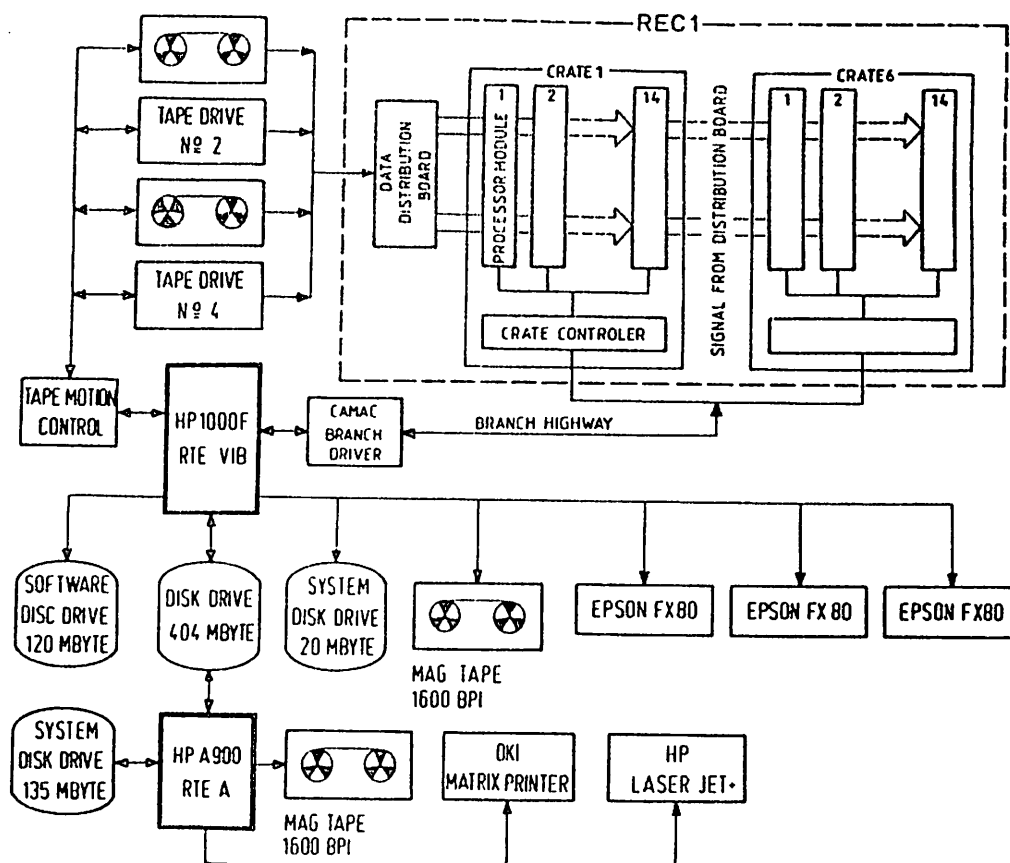 REC1
CRATE 1
CRATE 6
TAPE DRIVE
Nº 2
TAPE DRIVE
Nº 4
DATA
DISTRIBUTION
BOARD
1
2
14
PROCESSOR MODULE
CRATE CONTROLER
SIGNAL FROM DISTRIBUTION BOARD
1
2
14
TAPE MOTION
CONTROL
HP1000F
RTE VIB
CAMAC
BRANCH
DRIVER
BRANCH HIGHWAY
SOFTWARE
DISC DRIVE
120 MBYTE
DISK DRIVE
404 MBYTE
SYSTEM
DISK DRIVE
20 MBYTE
MAG TAPE
1600 BPI
EPSON FX80
EPSON FX 80
EPSON FX80
SYSTEM
DISK DRIVE
135 MBYTE
HP A900
RTE A
MAG TAPE
1600 BPI
OKI
MATRIX PRINTER
HP
LASER JET+